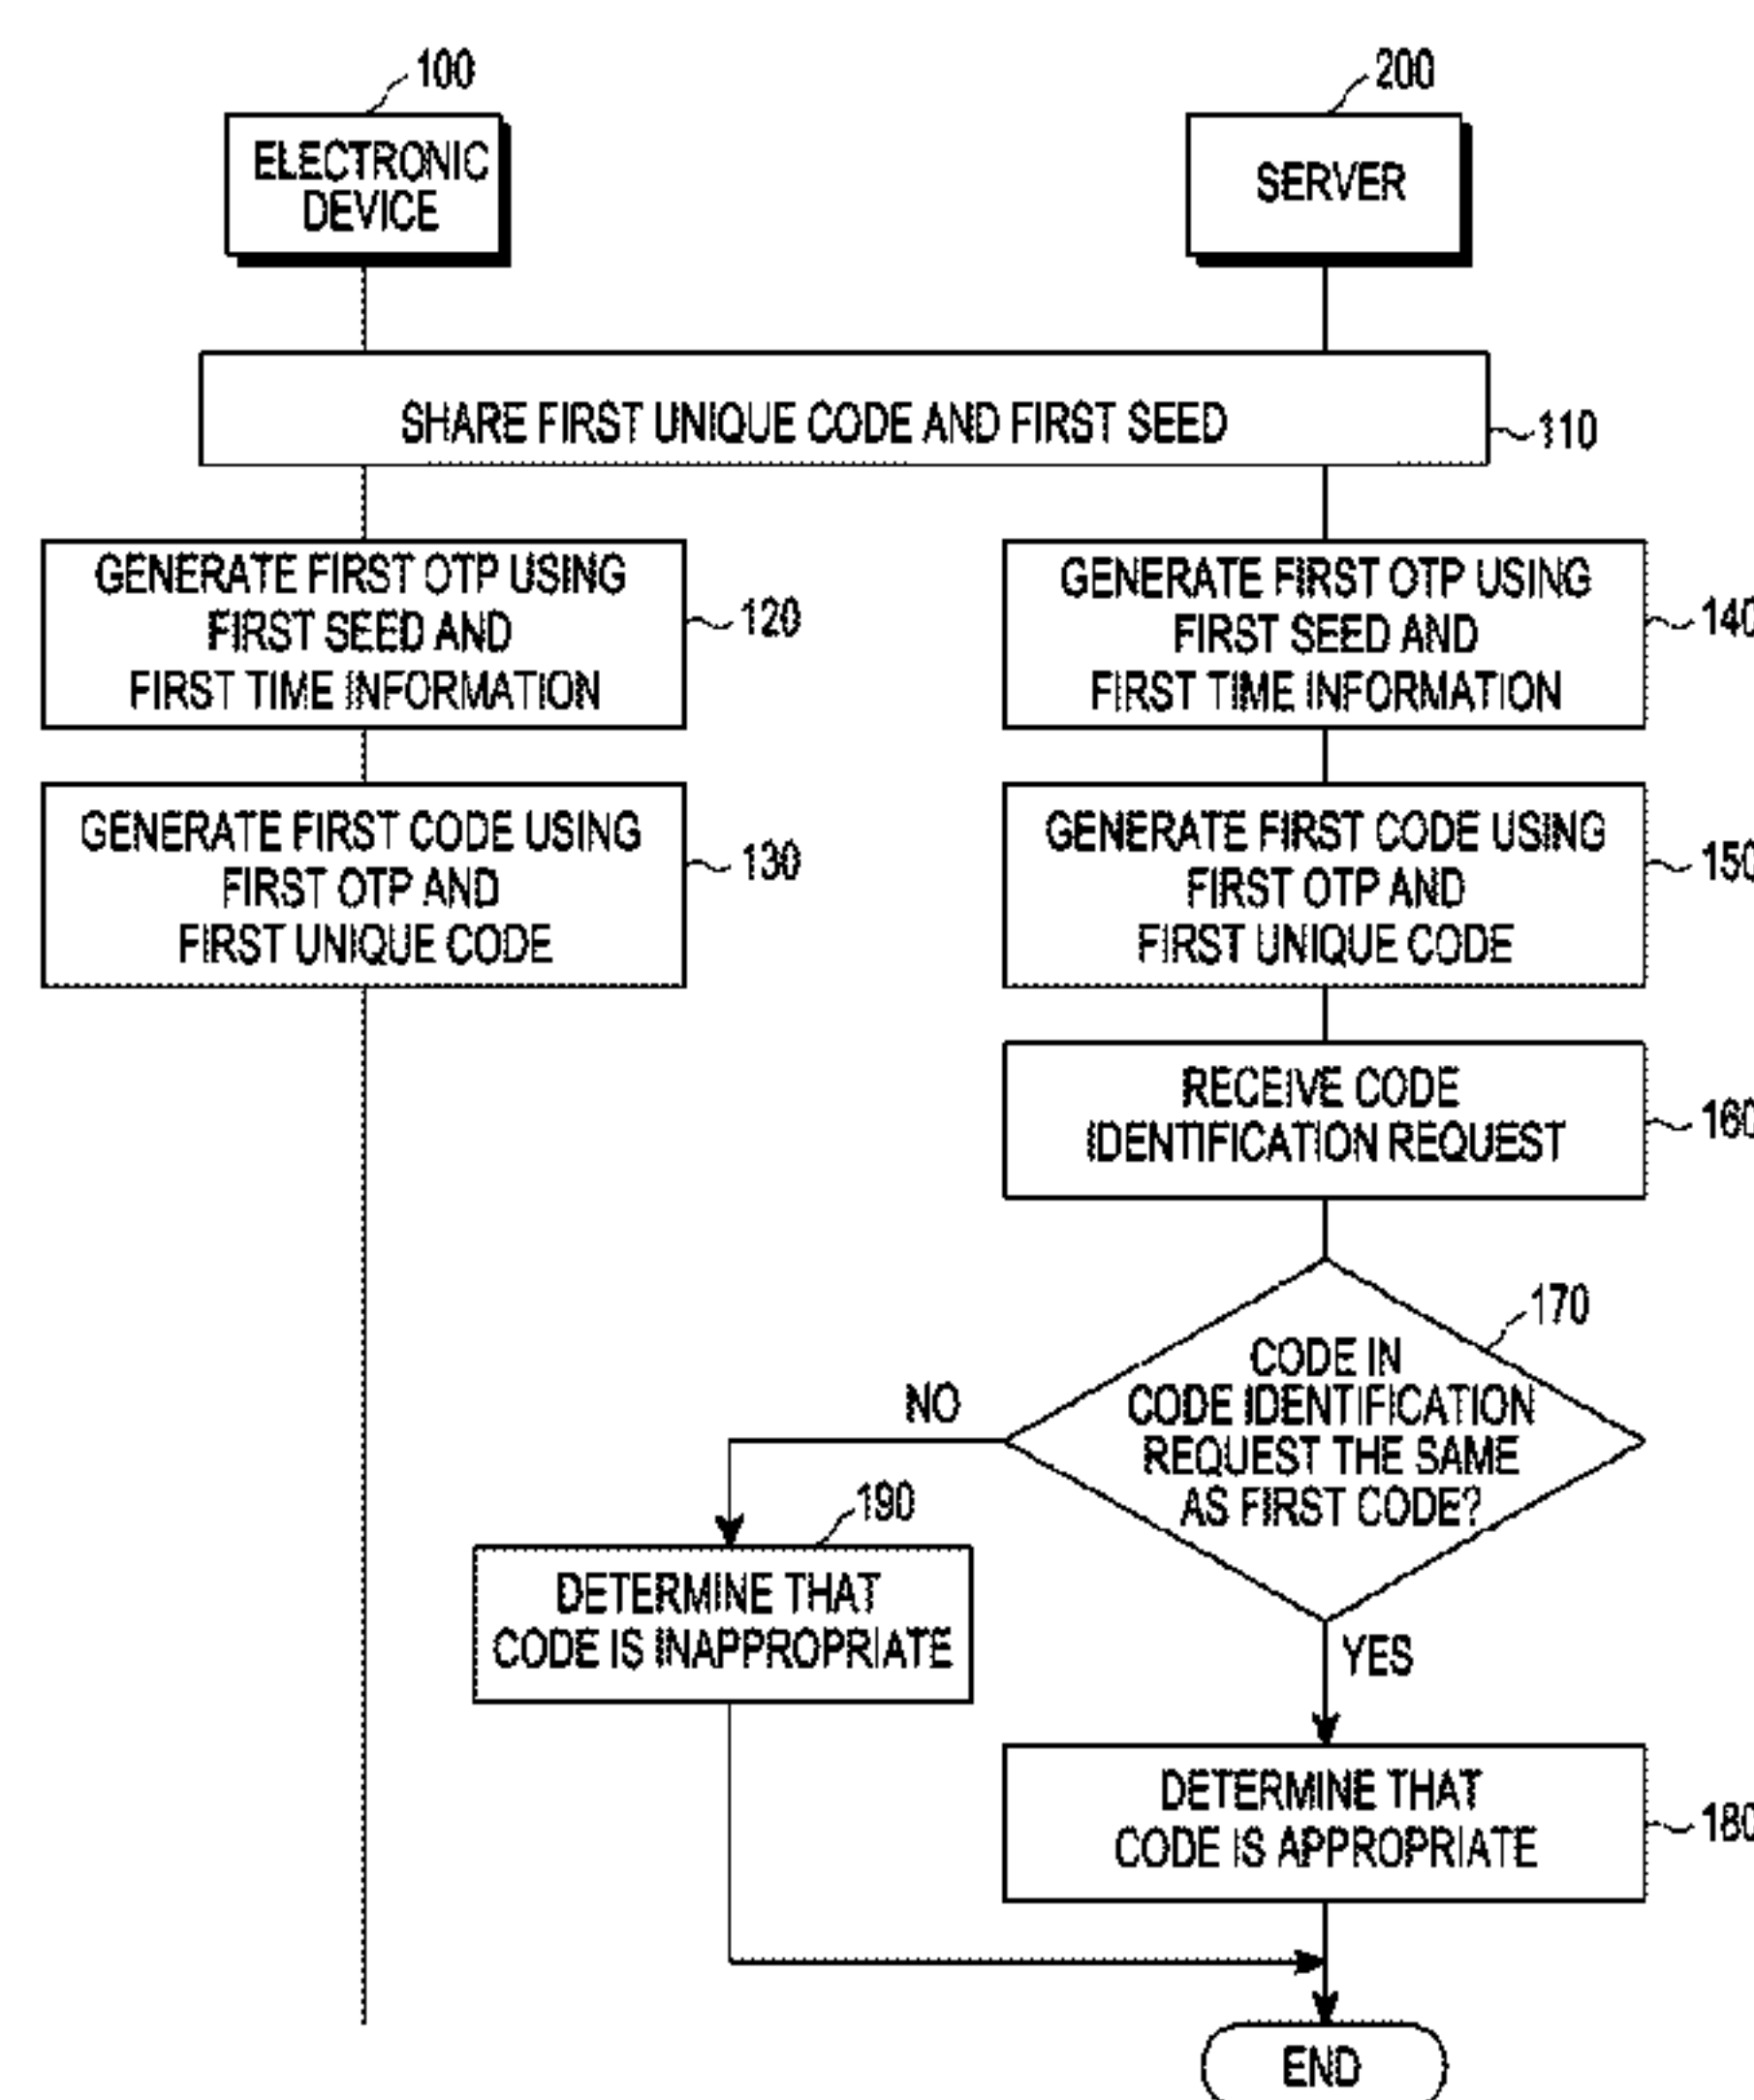 100
200
ELECTRONIC
DEVICE
SERVER
SHARE FIRST UNIQUE CODE AND FIRST SEED
110
GENERATE FIRST OTP USING
FIRST SEED AND
FIRST TIME INFORMATION
120
GENERATE FIRST OTP USING
FIRST SEED AND
FIRST TIME INFORMATION
140
GENERATE FIRST CODE USING
FIRST OTP AND
FIRST UNIQUE CODE
130
GENERATE FIRST CODE USING
FIRST OTP AND
FIRST UNIQUE CODE
150
RECEIVE CODE
IDENTIFICATION REQUEST
160
170
CODE IN
CODE IDENTIFICATION
REQUEST THE SAME
AS FIRST CODE?
NO
190
DETERMINE THAT
CODE IS INAPPROPRIATE
YES
DETERMINE THAT
CODE IS APPROPRIATE
180
END